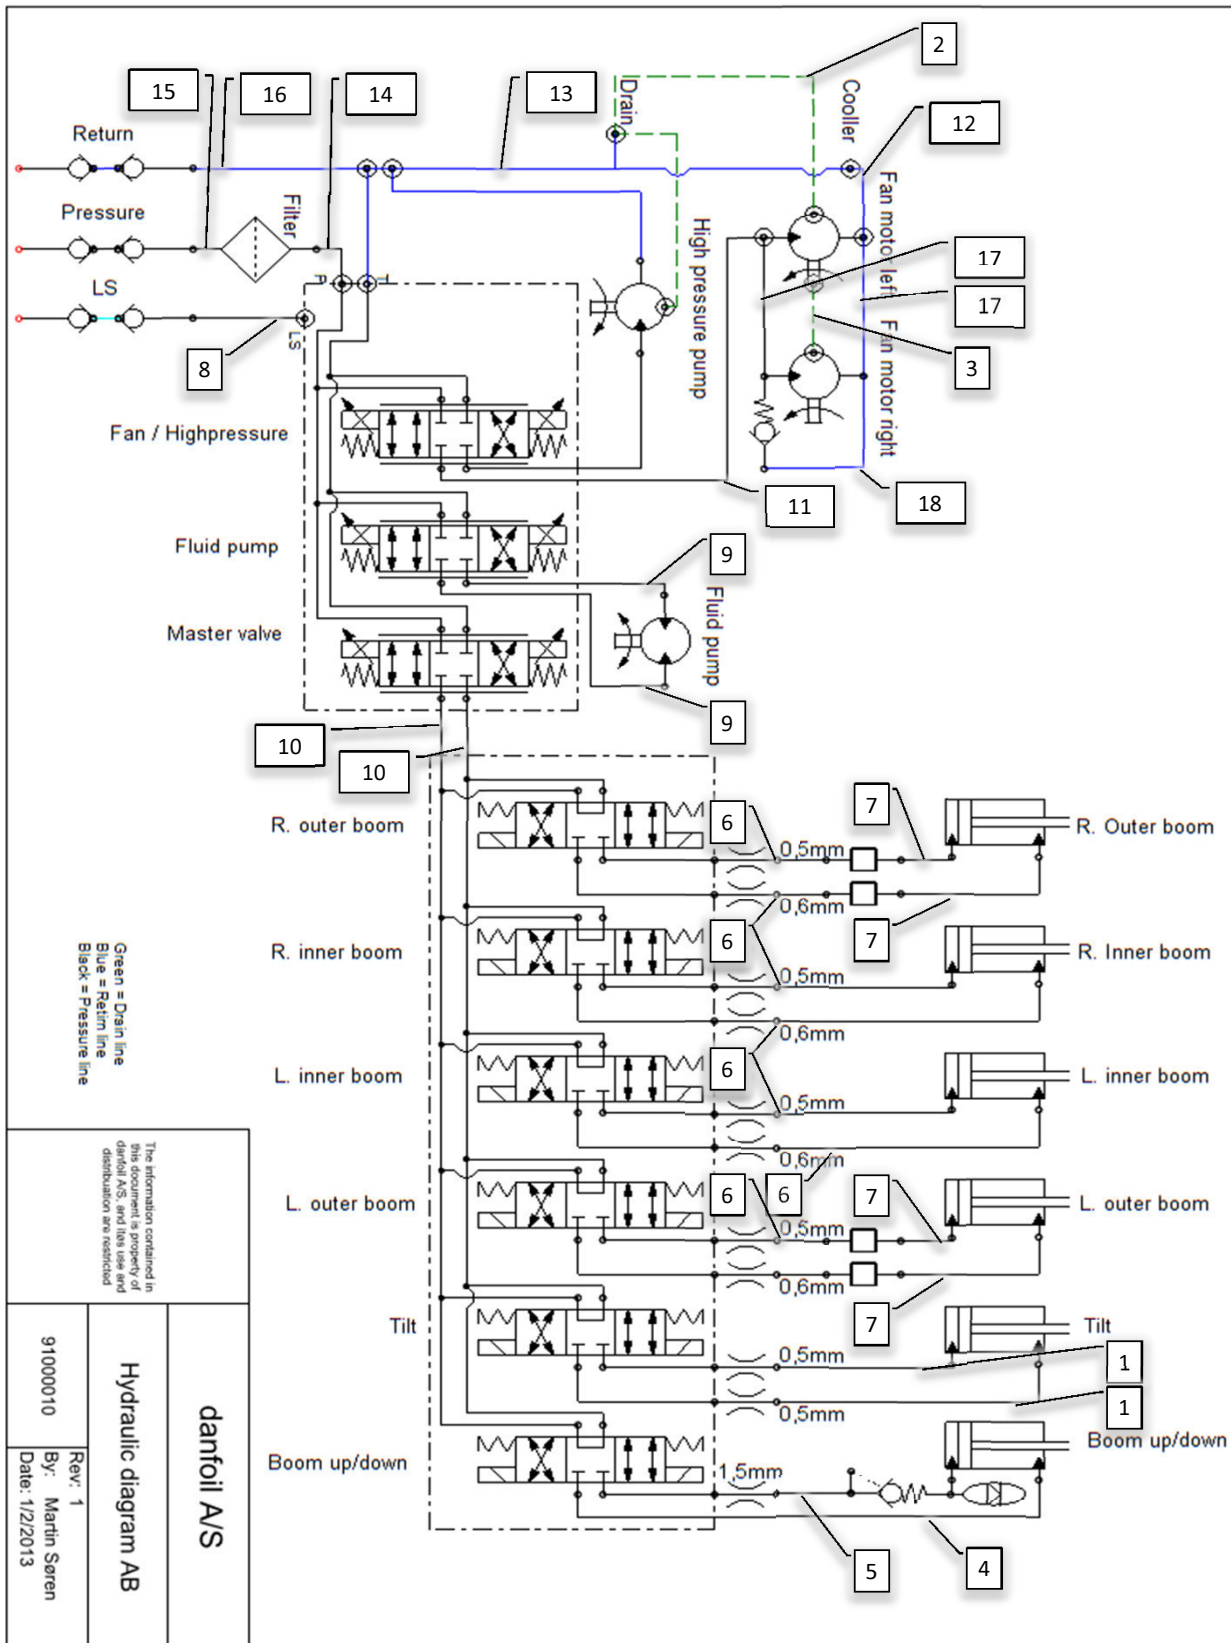 2
15
16
14
13
12
Drain
Cooller
Return
Pressure
Filter
LS
8
P
T
LS
High pressure pump
Fan motor left
Fan motor right
17
17
3
Fan / Highpressure
11
18
Fluid pump
9
Fluid pump
Master valve
9
10
10
R. outer boom
6
0,5mm
7
R. Outer boom
0,6mm
7
R. inner boom
6
0,5mm
R. Inner boom
0,6mm
L. inner boom
6
0,5mm
L. inner boom
0,6mm
L. outer boom
6
6
0,5mm
7
L. outer boom
0,6mm
7
Tilt
0,5mm
Tilt
1
0,5mm
1
Boom up/down
1,5mm
Boom up/down
5
4
Green = Drain line
Blue = Retirn line
Black = Pressure line
The information contained in
this document is property of
danfoil A/S, and ites use and
distribuation are restricted
danfoil A/S
Hydraulic diagram AB
91000010
Rev: 1
By: Martin Søren
Date: 1/2/2013